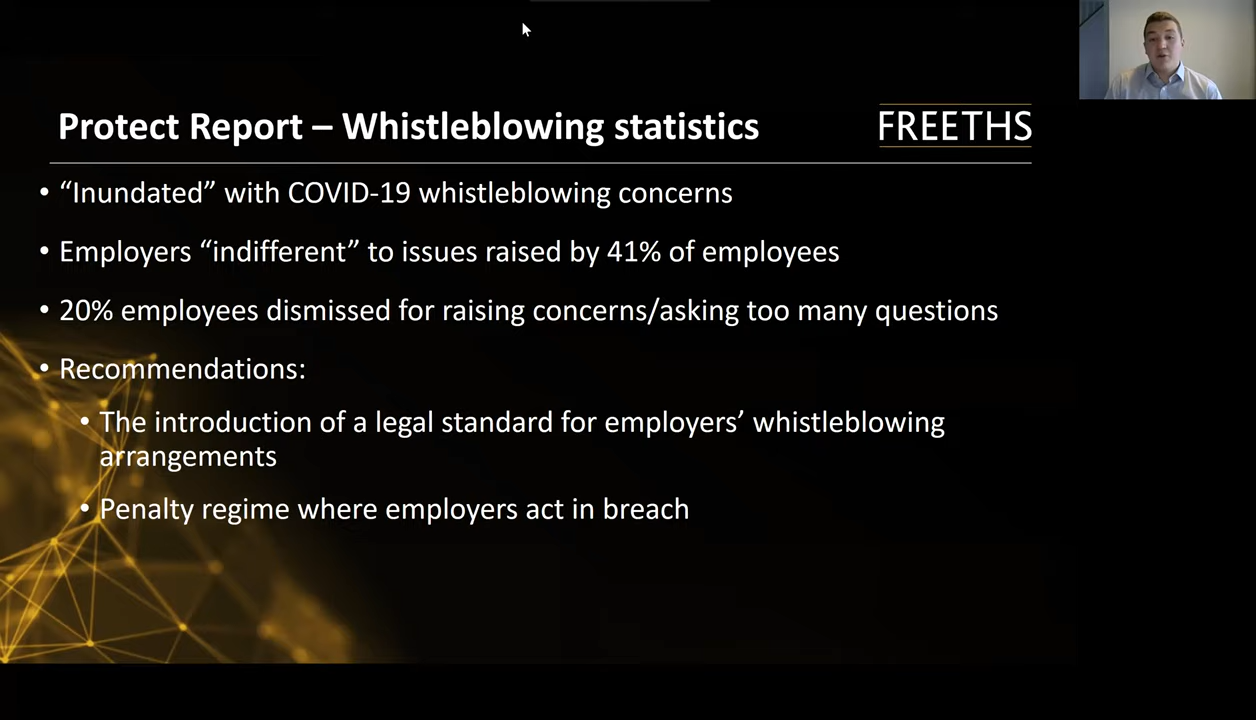 Protect Report – Whistleblowing statistics
FREETHS
• “Inundated” with COVID-19 whistleblowing concerns
• Employers “indifferent” to issues raised by 41% of employees
• 20% employees dismissed for raising concerns/asking too many questions
• Recommendations:
• The introduction of a legal standard for employers’ whistleblowing
arrangements
• Penalty regime where employers act in breach